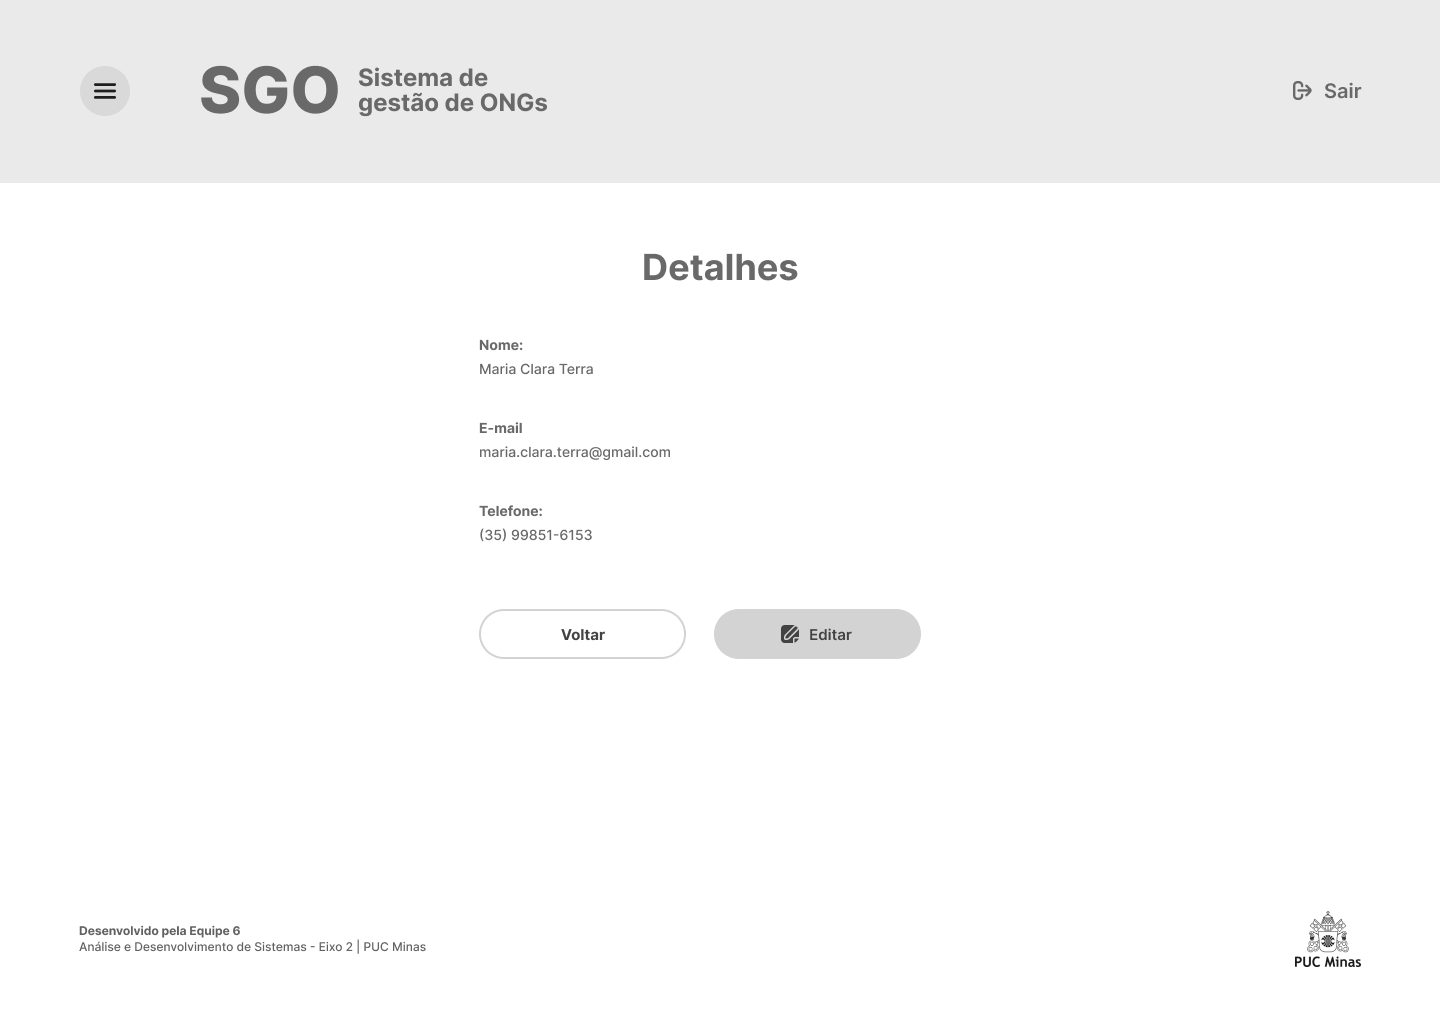 SGO
Sistema de
gestão de ONGs
Sair
Detalhes
Nome:
Maria Clara Terra
E-mail
maria.clara.terra@gmail.com
Telefone:
(35) 99851-6153
Voltar
Editar
Desenvolvido pela Equipe 6
Análise e Desenvolvimento de Sistemas - Eixo 2 | PUC Minas
PUC Minas